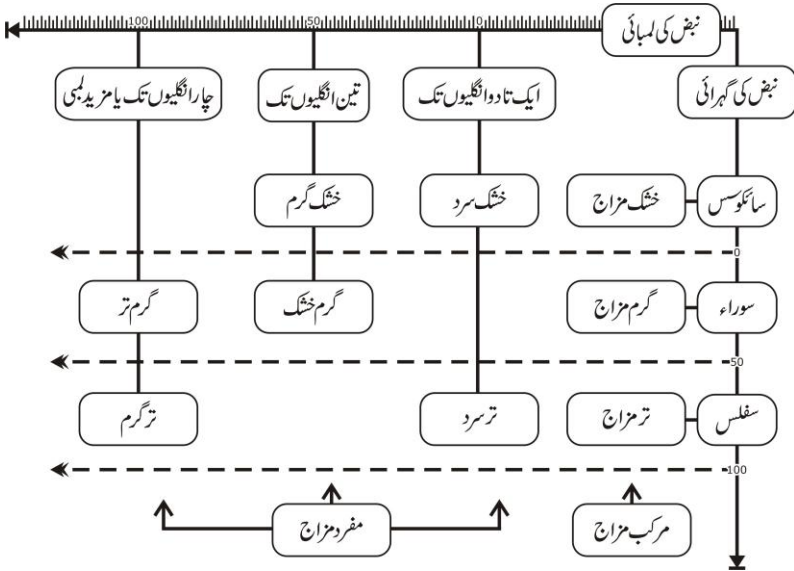 نبض کی لمبائی
0
50
100
نبض کی گہرائی
ایک تا دو انگلیوں تک
تین انگلیوں تک
چار انگلیوں تک یا مزید لمبی
سائکوسس
خشک مزاج
خشک سرد
خشک گرم
0
سوراء
گرم مزاج
گرم خشک
گرم تر
50
سفلس
تر مزاج
تر سرد
تر گرم
100
مرکب مزاج
مفرد مزاج